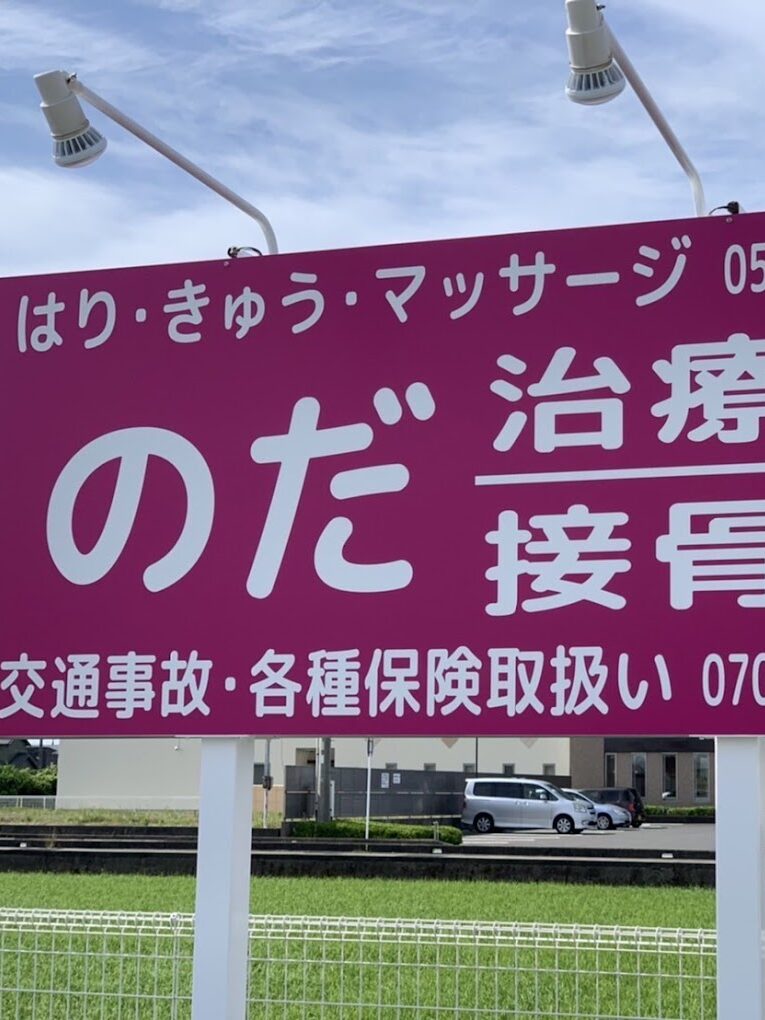 はり・きゅう・マッサージ 05
のだ 治療
接骨
交通事故・各種保険取扱い 070